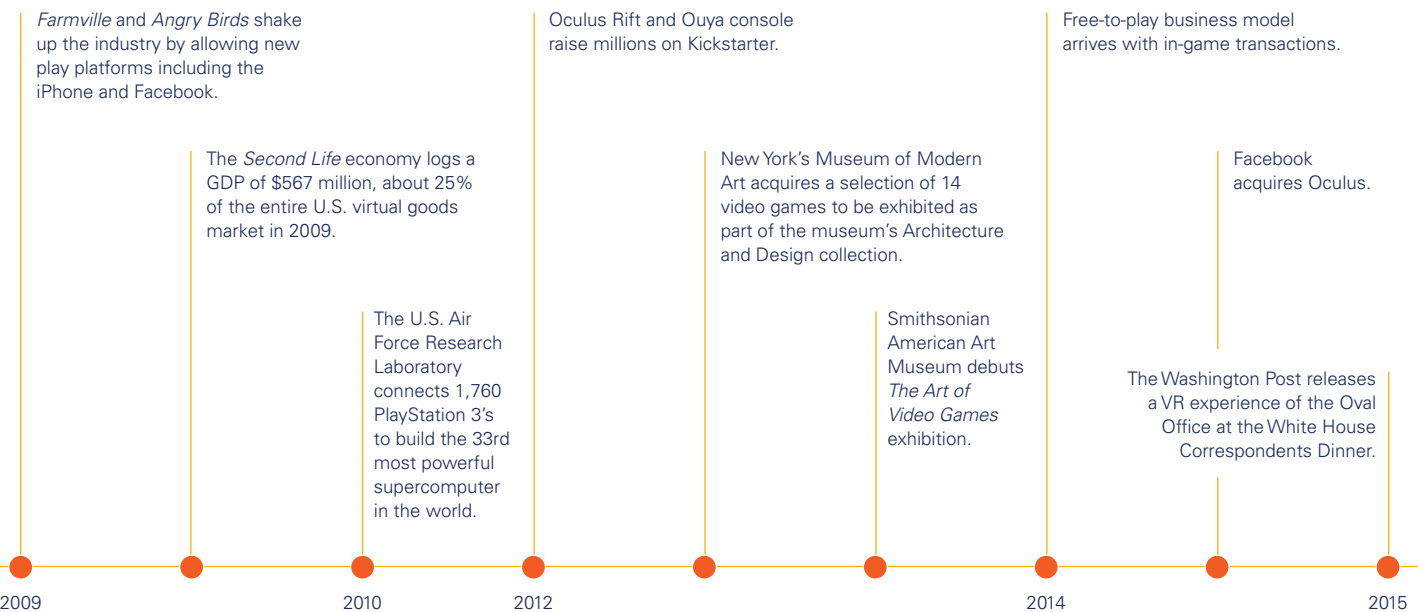 Farmville and Angry Birds shake
up the industry by allowing new
play platforms including the
iPhone and Facebook.
The Second Life economy logs a
GDP of $567 million, about 25%
of the entire U.S. virtual goods
market in 2009.
The U.S. Air
Force Research
Laboratory
connects 1,760
PlayStation 3’s
to build the 33rd
most powerful
supercomputer
in the world.
Oculus Rift and Ouya console
raise millions on Kickstarter.
New York’s Museum of Modern
Art acquires a selection of 14
video games to be exhibited as
part of the museum’s Architecture
and Design collection.
Smithsonian
American Art
Museum debuts
The Art of
Video Games
exhibition.
Free-to-play business model
arrives with in-game transactions.
Facebook
acquires Oculus.
The Washington Post releases
a VR experience of the Oval
Office at the White House
Correspondents Dinner.
2009
2010
2012
2014
2015